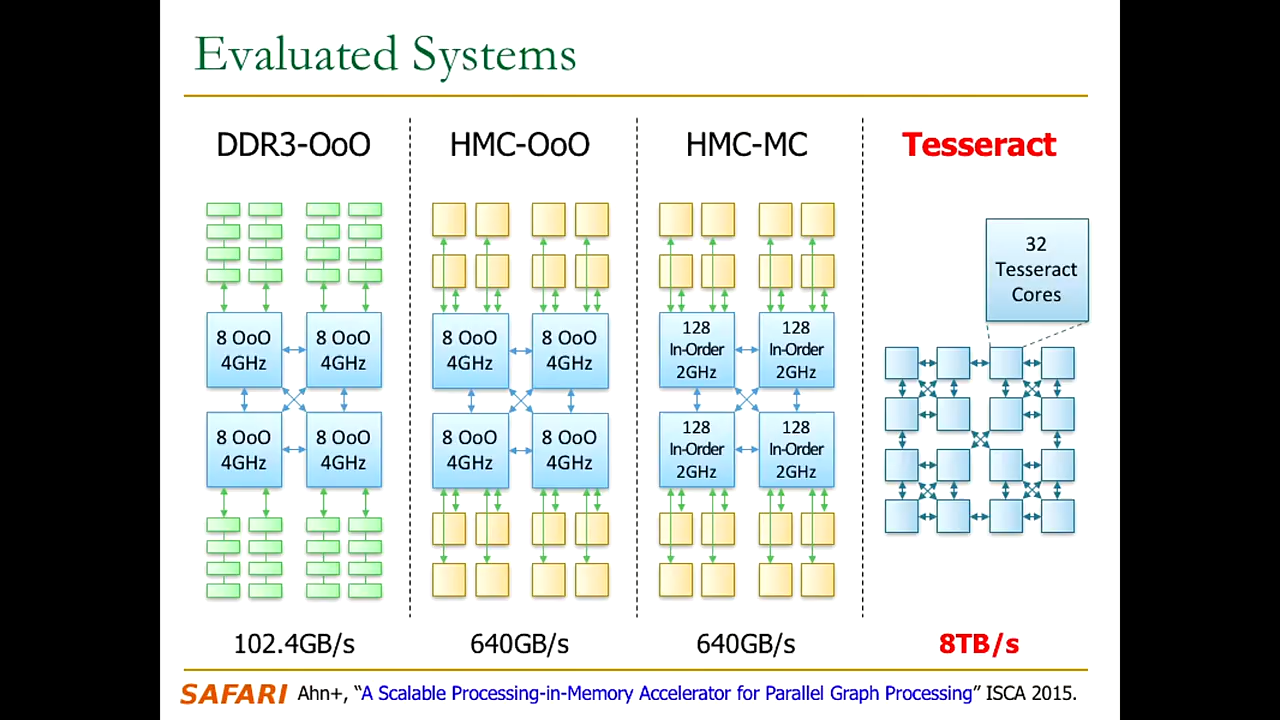 Evaluated Systems
DDR3-OoO
HMC-OoO
HMC-MC
Tesseract
32
Tesseract
Cores
8 OoO
4GHz
8 OoO
4GHz
8 OoO
4GHz
8 OoO
4GHz
128
In-Order
2GHz
128
In-Order
2GHz
8 OoO
4GHz
8 OoO
4GHz
8 OoO
4GHz
8 OoO
4GHz
128
In-Order
2GHz
128
In-Order
2GHz
102.4GB/s
640GB/s
640GB/s
8TB/s
SAFARI Ahn+, “A Scalable Processing-in-Memory Accelerator for Parallel Graph Processing” ISCA 2015.